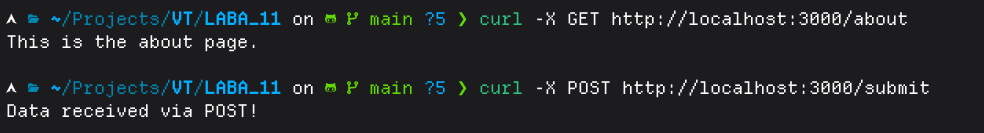 ~/Projects/VT/LABA_11 on main ?5 ❯ curl -X GET http://localhost:3000/about
This is the about page.
~/Projects/VT/LABA_11 on main ?5 ❯ curl -X POST http://localhost:3000/submit
Data received via POST!